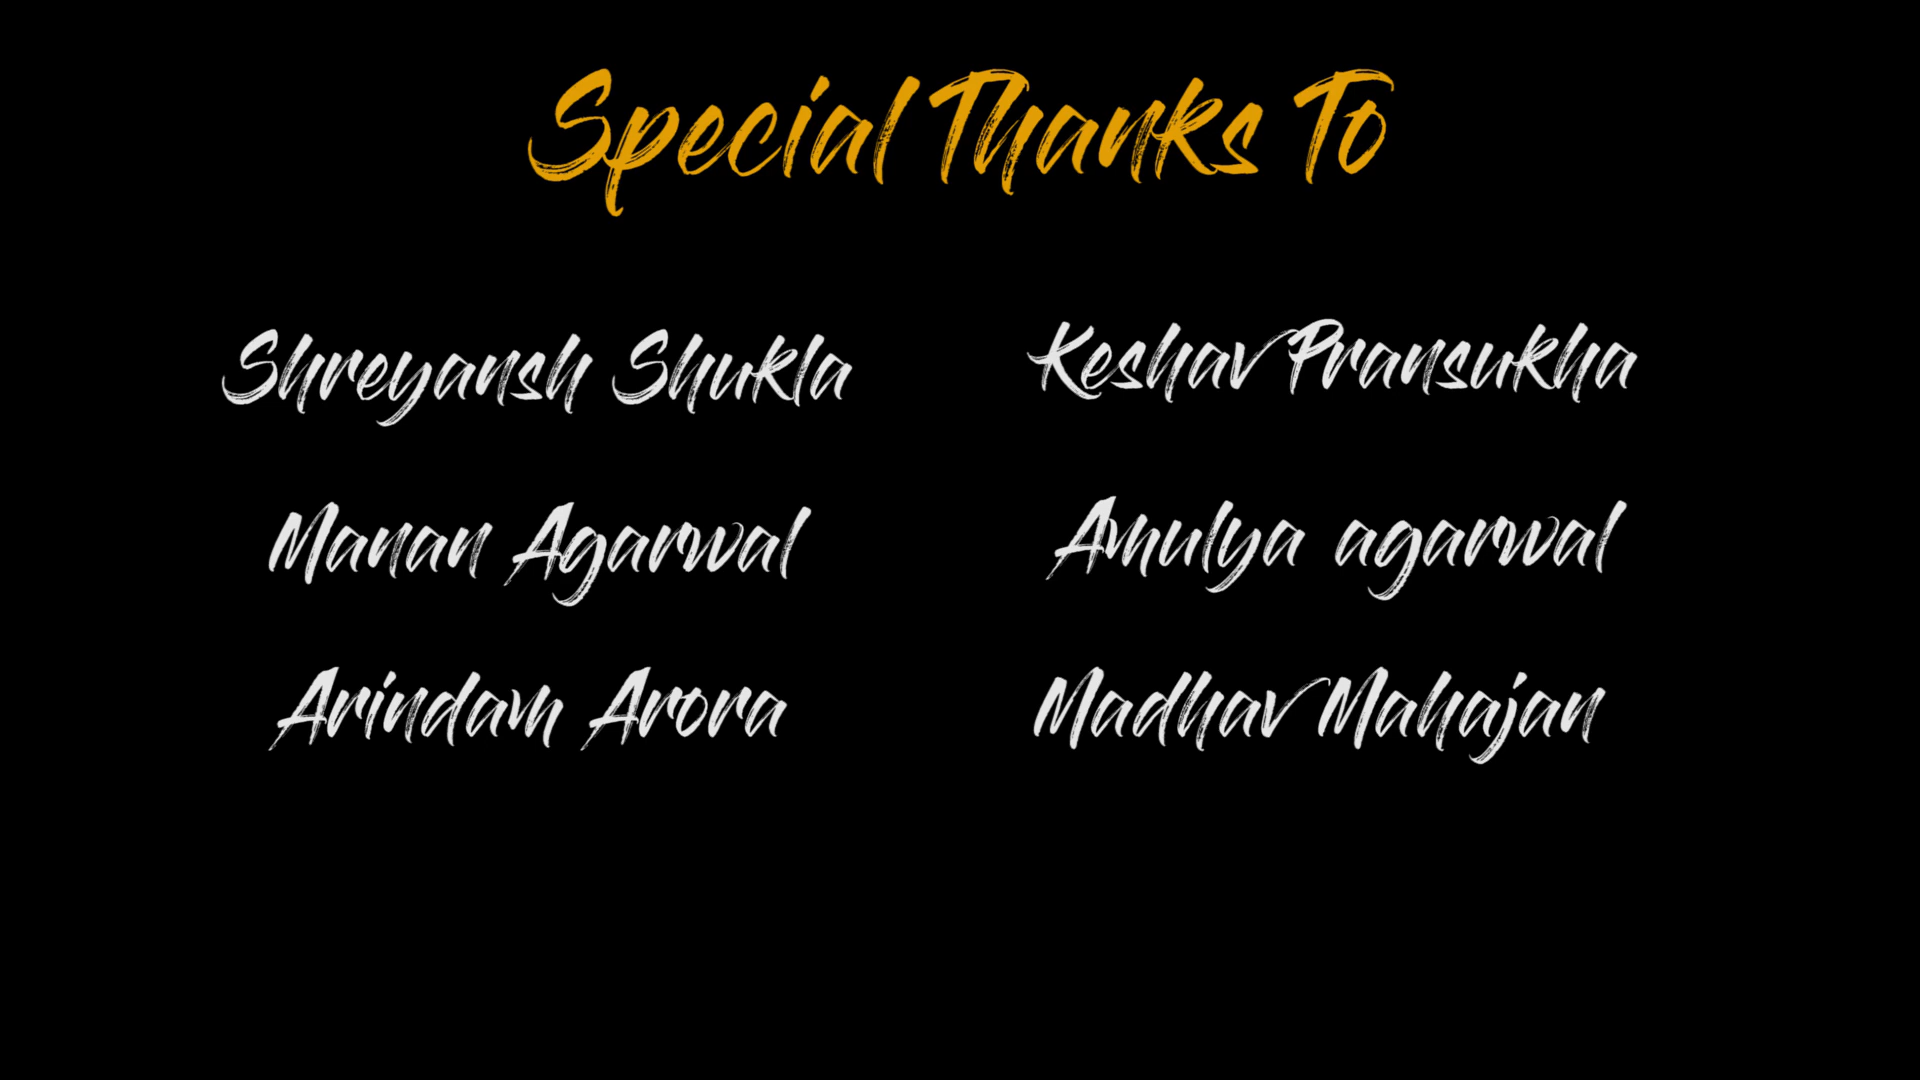 Special Thanks To
Shreyansh Shukla
Keshav Pransukha
Manan Agarwal
Amulya agarwal
Arindam Arora
Madhav Mahajan